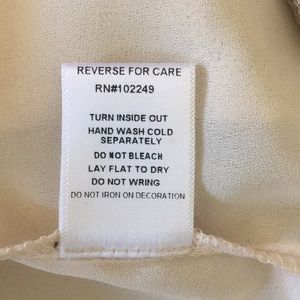 REVERSE FOR CARE
RN#102249
TURN INSIDE OUT
HAND WASH COLD
SEPARATELY
DO NOT BLEACH
LAY FLAT TO DRY
DO NOT WRING
DO NOT IRON ON DECORATION